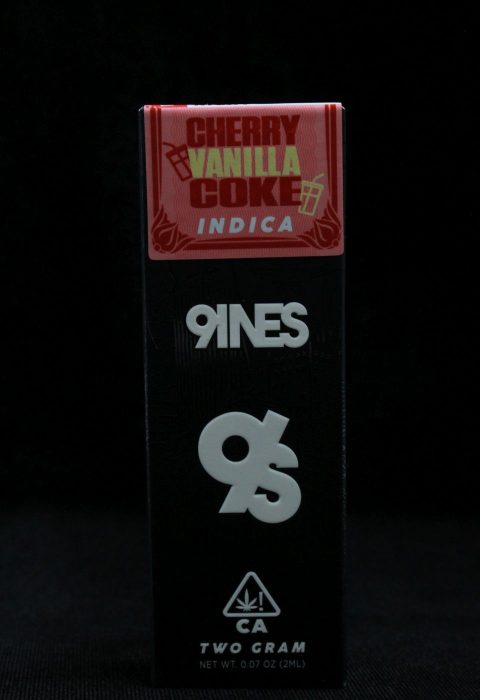 CHERRY
VANILLA
COKE
INDICA
9INES
9s
!
CA
TWO GRAM
NET WT. 0.07 OZ (2ML)